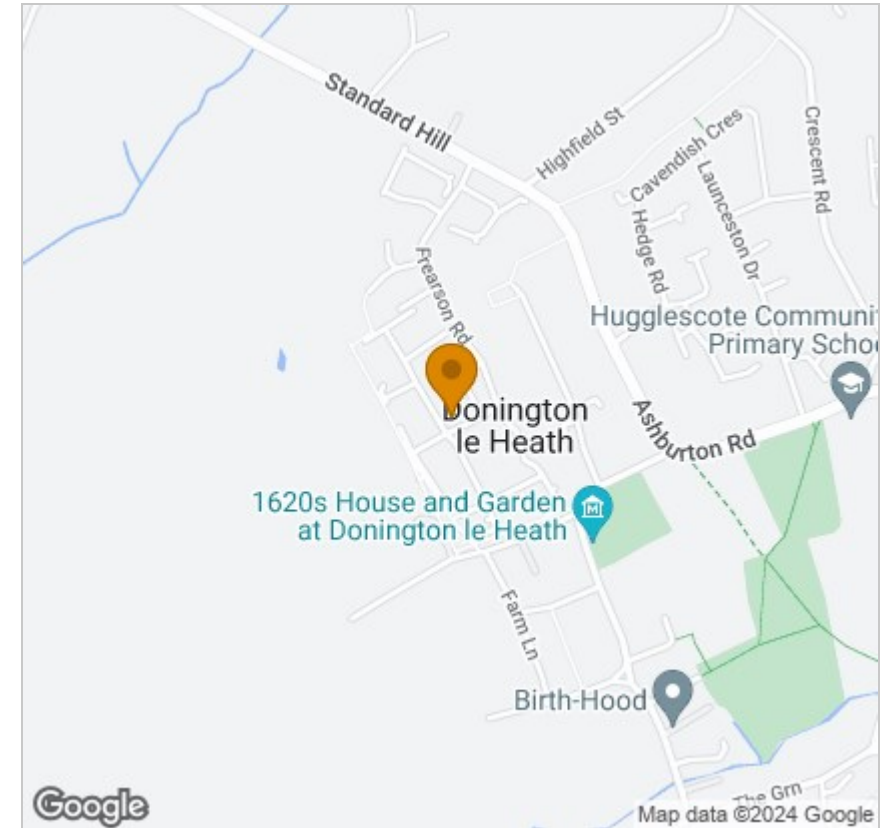 Standard Hill
Highfield St
Cavendish Cres
Crescent Rd
Launceston Dr
Hedge Rd
Frearson Rd
Hugglescote Communi
Primary Schoo
Donington
le Heath
Ashburton Rd
1620s House and Garden
at Donington le Heath
M
Farm Ln
Birth-Hood
The Grn
Google
Map data ©2024 Google